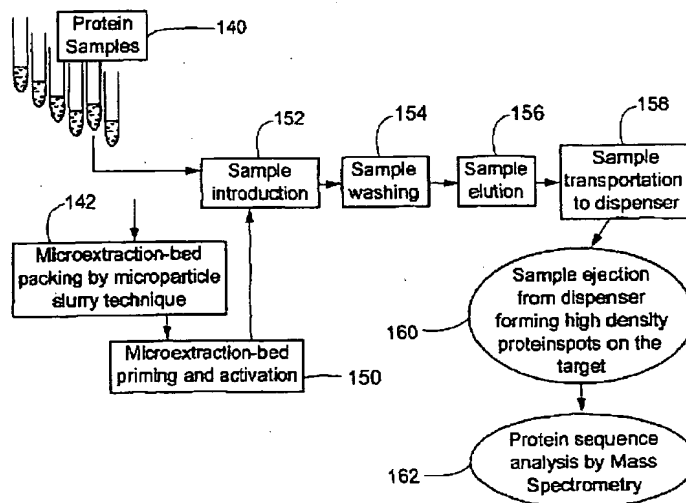 Protein
Samples
140
152
154
156
158
Sample
introduction
Sample
washing
Sample
elution
Sample
transportation
to dispenser
142
Microextraction-bed
packing by microparticle
slurry technique
Microextraction-bed
priming and activation
150
160
Sample ejection
from dispenser
forming high density
proteinspots on the
target
162
Protein sequence
analysis by Mass
Spectrometry